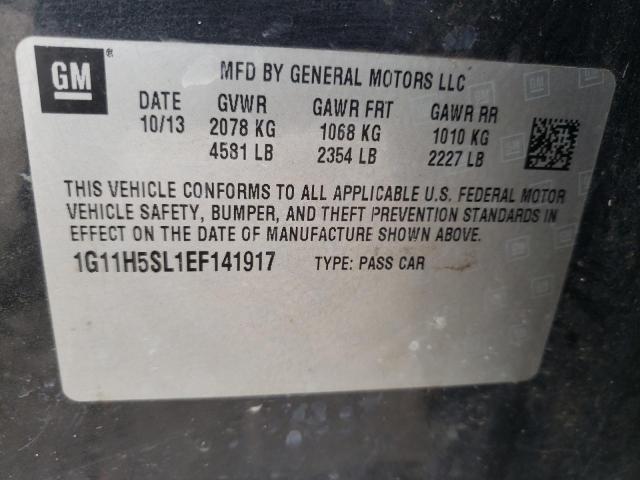 GM ®
MFD BY GENERAL MOTORS LLC
DATE GVWR GAWR FRT GAWR RR
10/13 2078 KG 1068 KG 1010 KG
4581 LB 2354 LB 2227 LB
THIS VEHICLE CONFORMS TO ALL APPLICABLE U.S. FEDERAL MOTOR
VEHICLE SAFETY, BUMPER, AND THEFT PREVENTION STANDARDS IN
EFFECT ON THE DATE OF MANUFACTURE SHOWN ABOVE.
1G11H5SL1EF141917 TYPE: PASS CAR